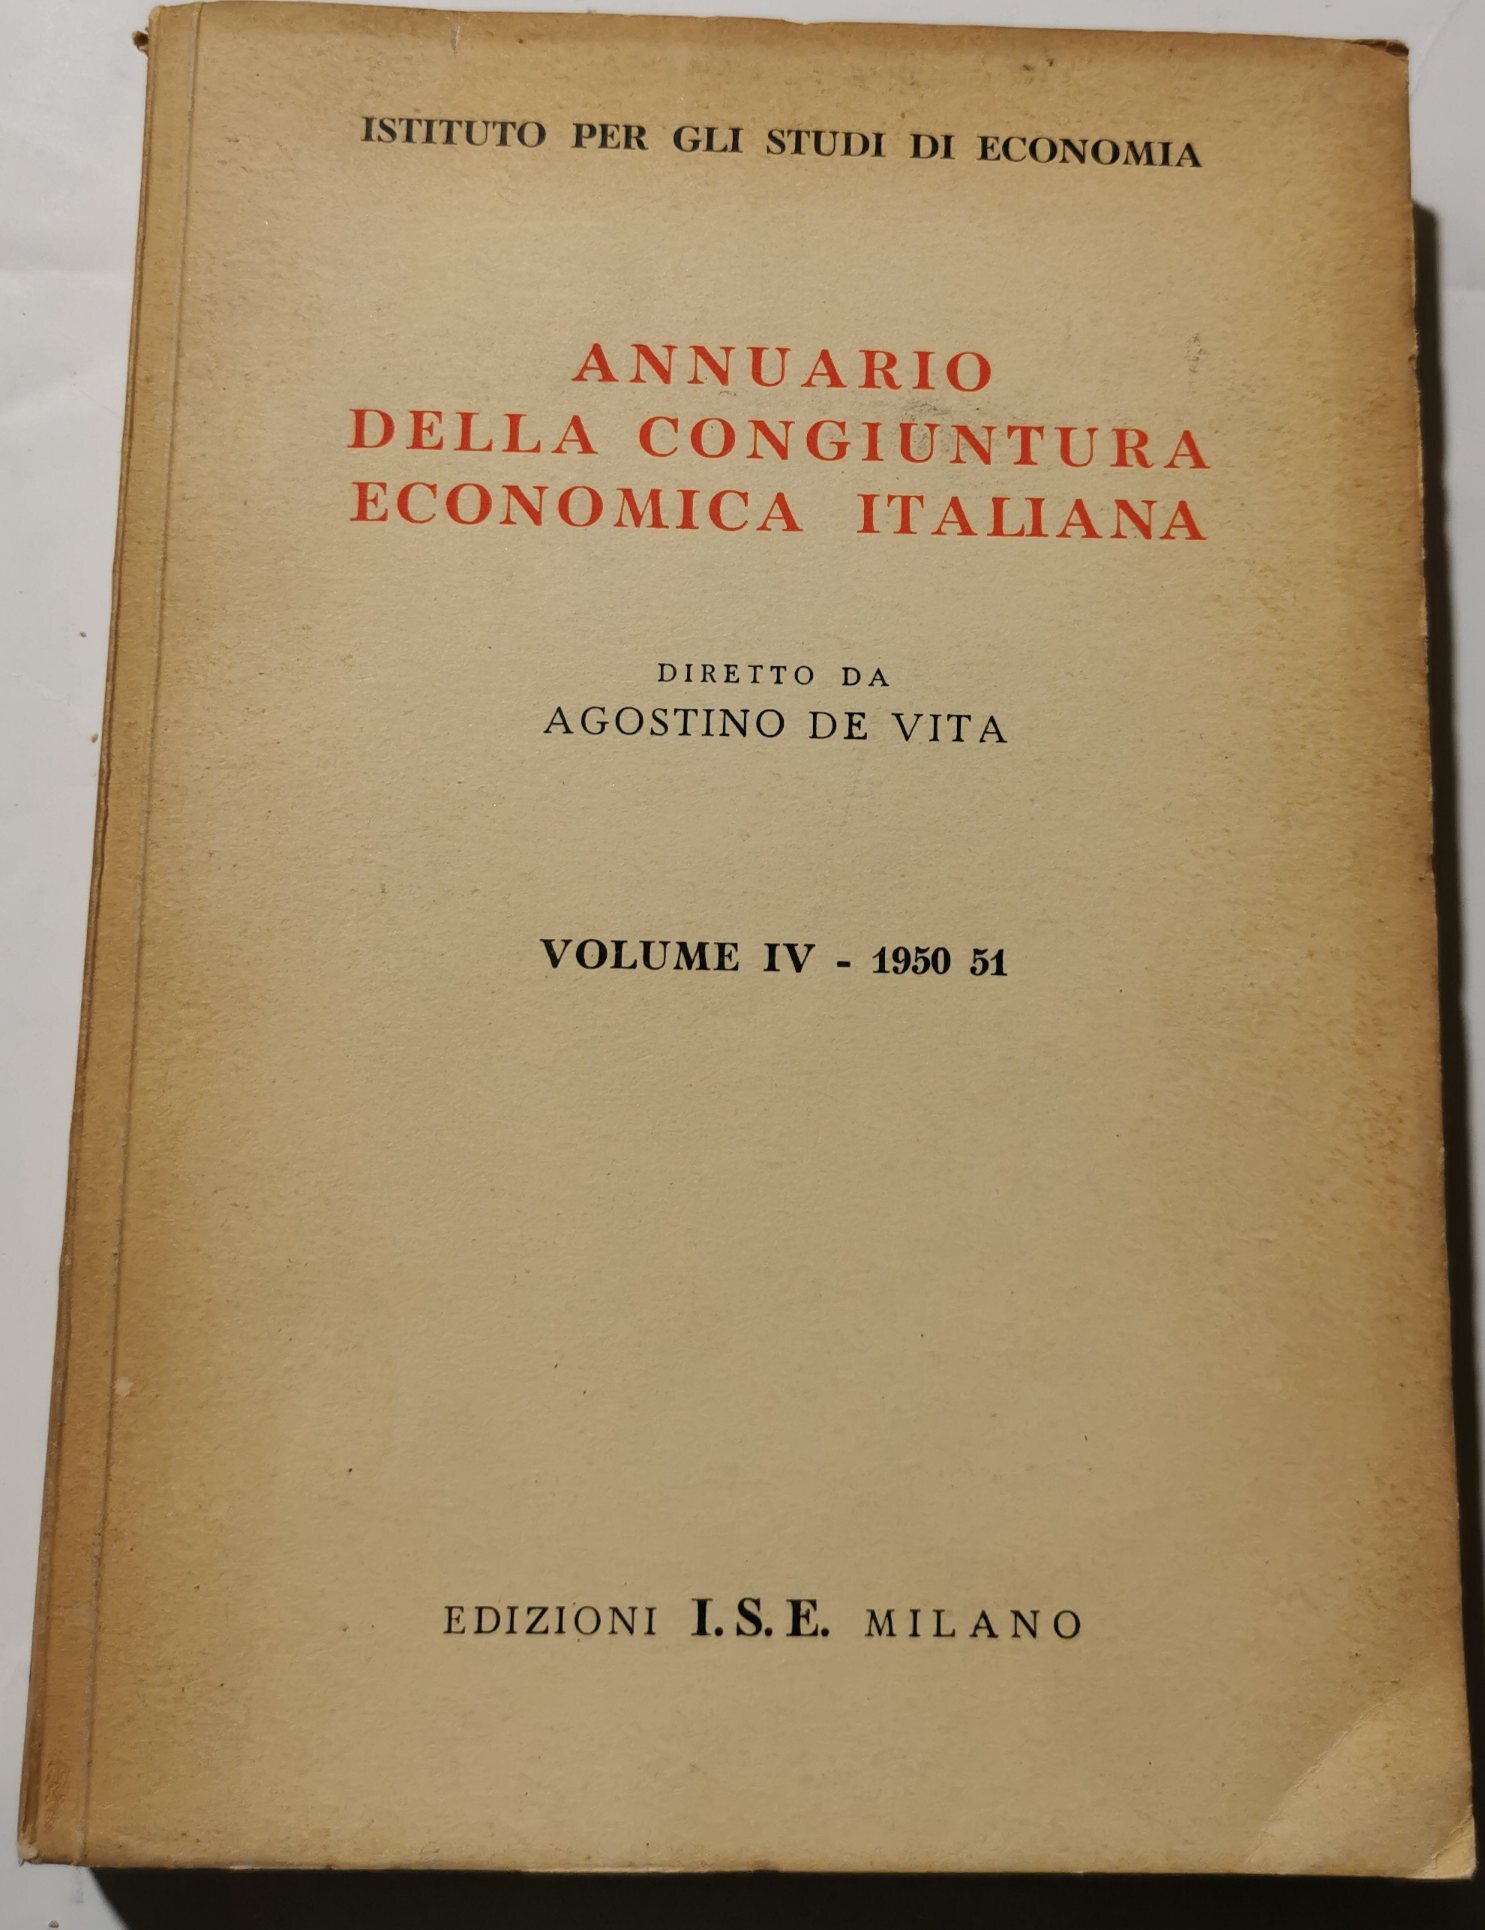 ISTITUTO PER GLI STUDI DI ECONOMIA
ANNUARIO
DELLA CONGIUNTURA
ECONOMICA ITALIANA
DIRETTO DA
AGOSTINO DE VITA
VOLUME IV - 1950 51
EDIZIONI I.S.E. MILANO